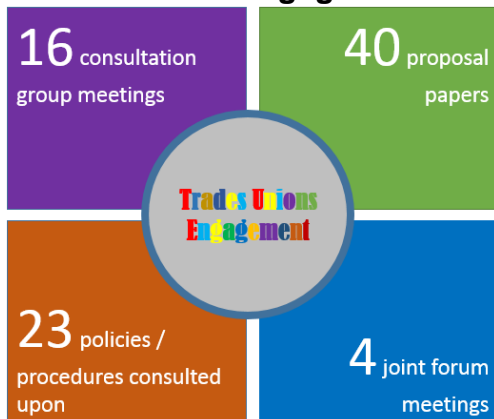 16 consultation
group meetings
40 proposal
papers
Trades Unions
Engagement
23 policies /
procedures consulted
upon
4 joint forum
meetings